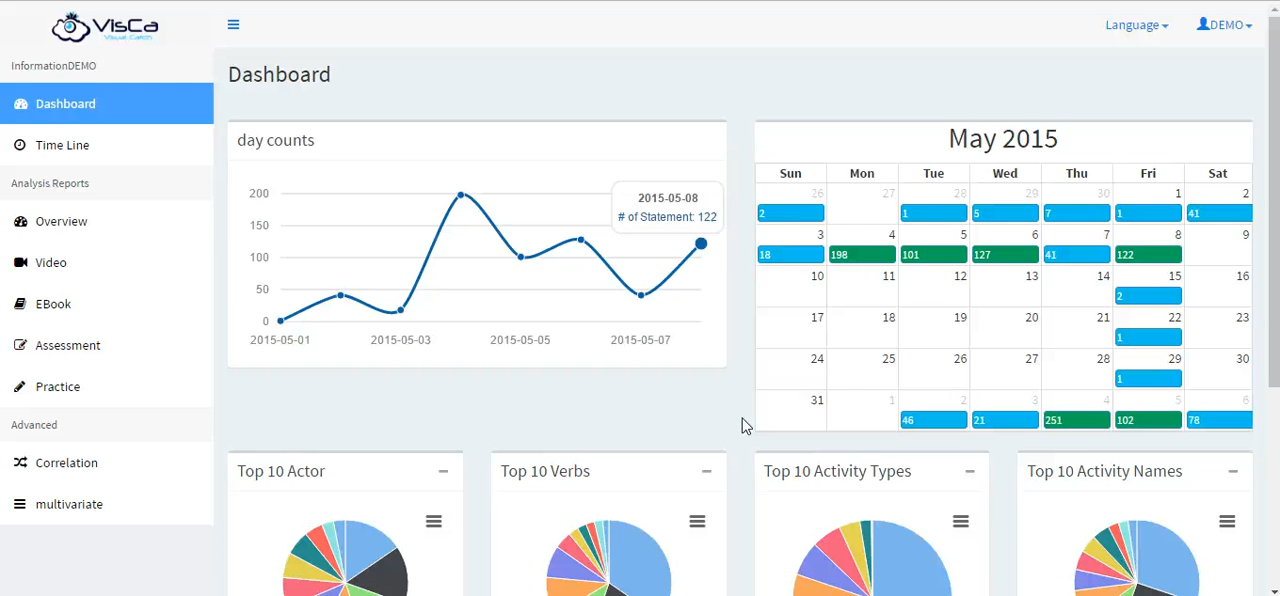 VisCa
Visual Catch
Language
DEMO
InformationDEMO
Dashboard
Time Line
Analysis Reports
Overview
Video
EBook
Assessment
Practice
Advanced
Correlation
multivariate
Dashboard
day counts
200
150
100
50
0
2015-05-08
# of Statement: 122
2015-05-01 2015-05-03 2015-05-05 2015-05-07
May 2015
Sun Mon Tue Wed Thu Fri Sat
26 27 28 29 30 1 2
2 1 5 7 1 41
3 4 5 6 7 8 9
18 198 101 127 41 122
10 11 12 13 14 15 16
2
17 18 19 20 21 22 23
1
24 25 26 27 28 29 30
1
31 1 2 3 4 5 6
46 21 251 102 78
Top 10 Actor
Top 10 Verbs
Top 10 Activity Types
Top 10 Activity Names